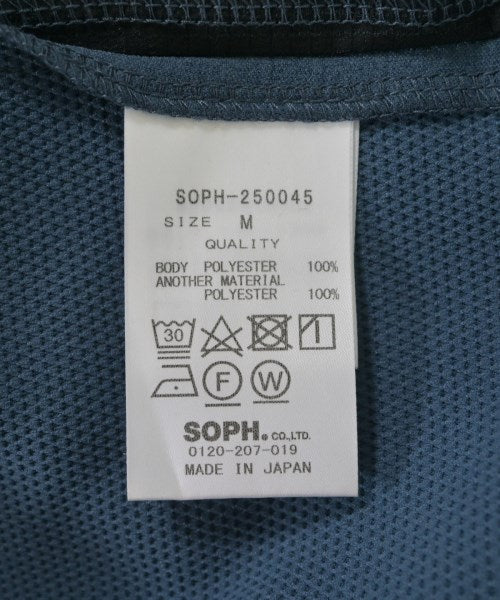 SOPH-250045
SIZE M
QUALITY
BODY POLYESTER 100%
ANOTHER MATERIAL
POLYESTER 100%
30
F W
SOPH. CO.,LTD.
0120-207-019
MADE IN JAPAN